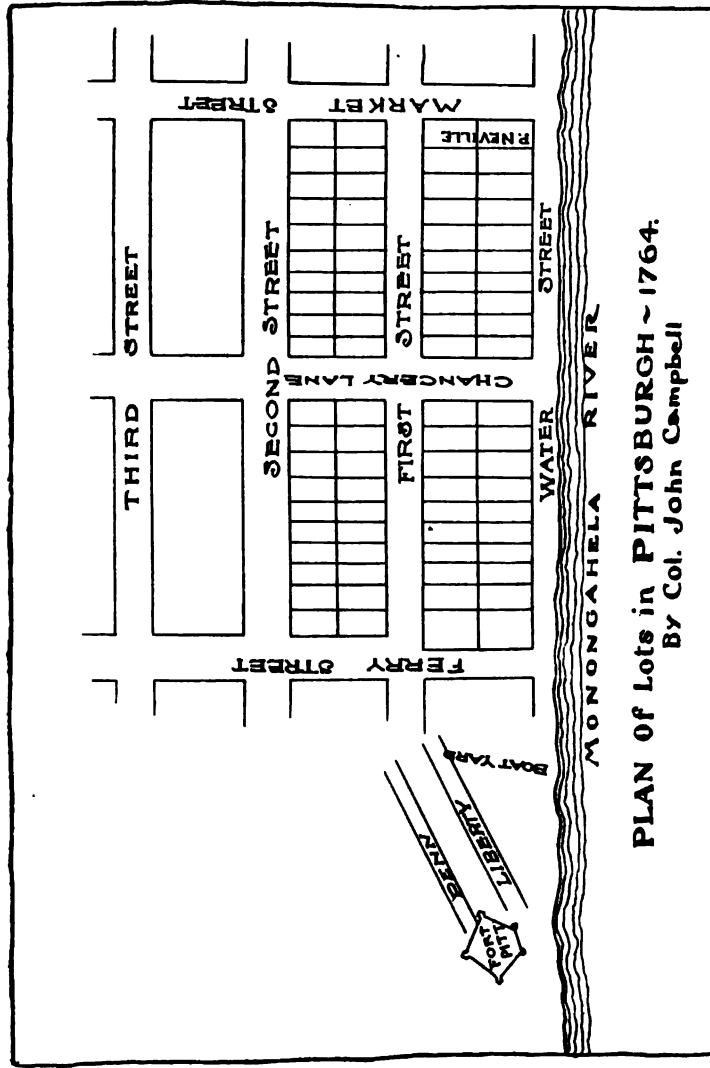 THIRD STREET
SECOND STREET
FIRST STREET
WATER STREET
MARKET STREET
CHANCERY LANE
FERRY STREET
P. NEVILLE
PENN
LIBERTY
BOAT YARD
FORT
PITT
MONONGAHELA RIVER
PLAN Of Lots in PITTSBURGH ~ 1764.
By Col. John Campbell